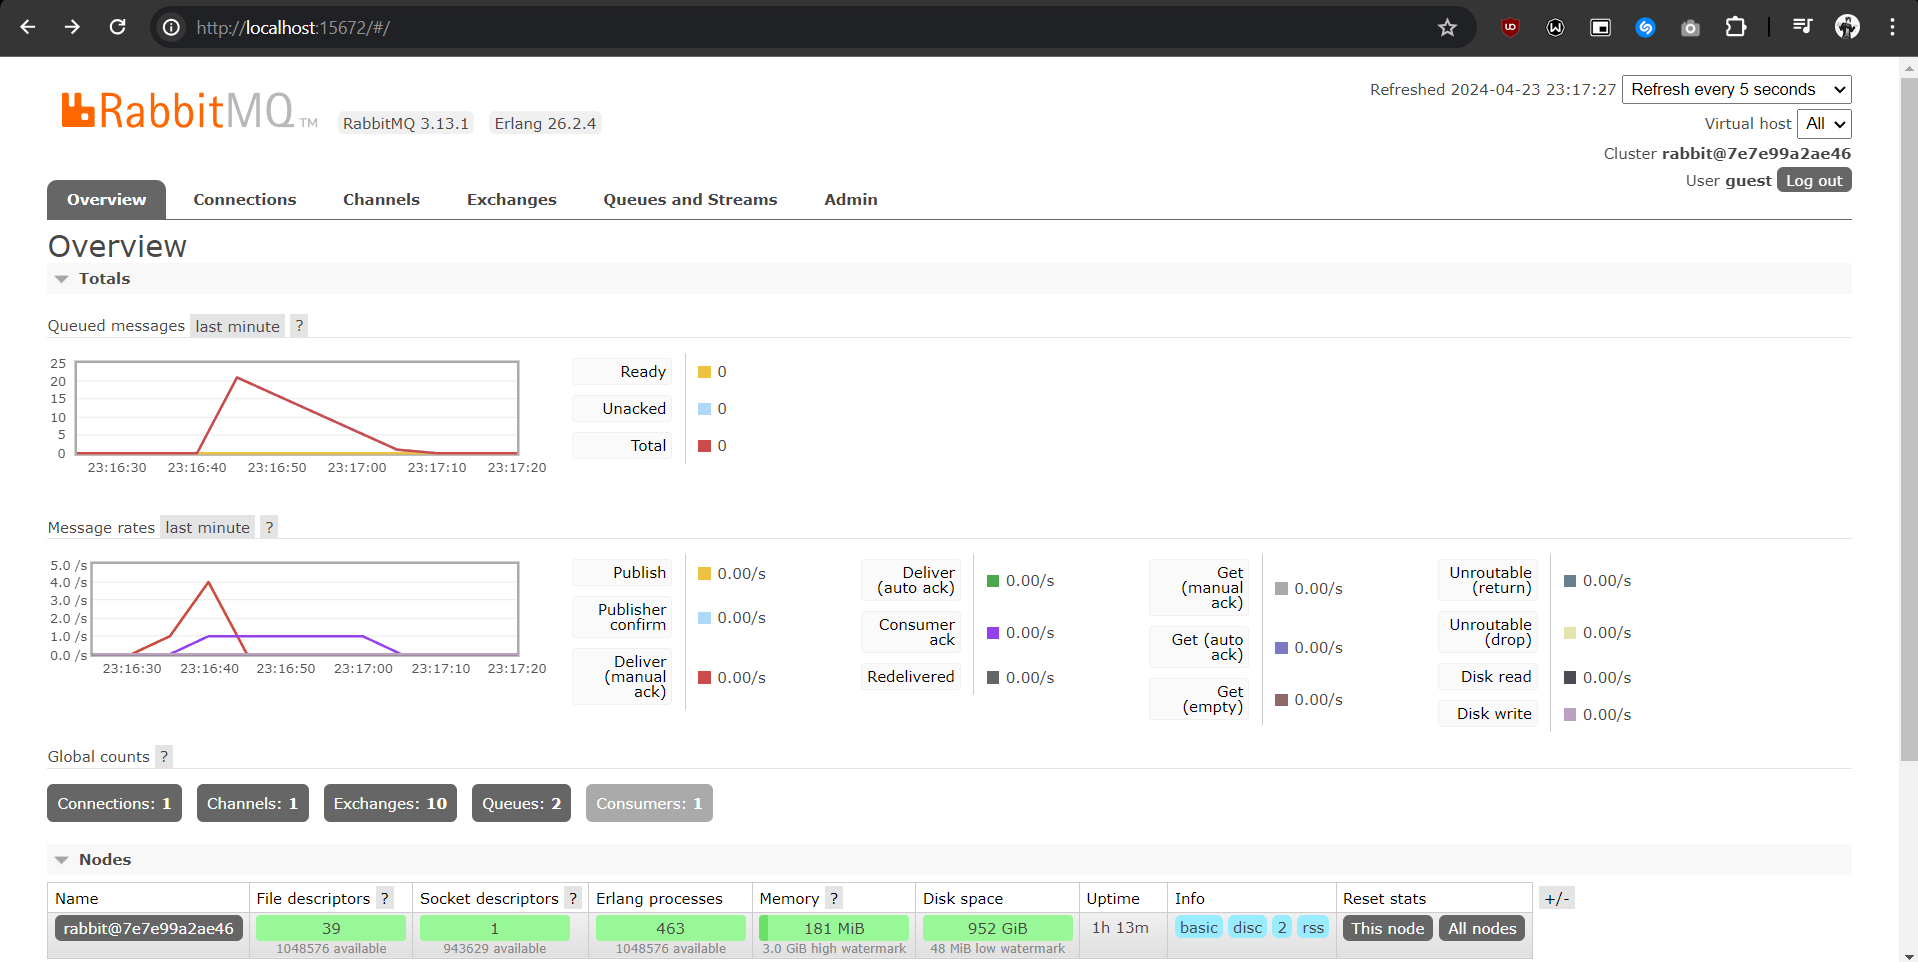 http://localhost:15672/#/
RabbitMQ TM RabbitMQ 3.13.1 Erlang 26.2.4
Refreshed 2024-04-23 23:17:27 Refresh every 5 seconds
Virtual host All
Cluster rabbit@7e7e99a2ae46
User guest Log out
Overview Connections Channels Exchanges Queues and Streams Admin
Overview
Totals
Queued messages last minute ?
25
20
15
10
5
0
23:16:30 23:16:40 23:16:50 23:17:00 23:17:10 23:17:20
Ready 0
Unacked 0
Total 0
Message rates last minute ?
5.0 /s
4.0 /s
3.0 /s
2.0 /s
1.0 /s
0.0 /s
23:16:30 23:16:40 23:16:50 23:17:00 23:17:10 23:17:20
Publish 0.00/s
Publisher
confirm 0.00/s
Deliver
(manual
ack) 0.00/s
Deliver
(auto ack) 0.00/s
Consumer
ack 0.00/s
Redelivered 0.00/s
Get
(manual
ack) 0.00/s
Get (auto
ack) 0.00/s
Get
(empty) 0.00/s
Unroutable
(return) 0.00/s
Unroutable
(drop) 0.00/s
Disk read 0.00/s
Disk write 0.00/s
Global counts ?
Connections: 1 Channels: 1 Exchanges: 10 Queues: 2 Consumers: 1
Nodes
Name File descriptors ? Socket descriptors ? Erlang processes Memory ? Disk space Uptime Info Reset stats +/-
rabbit@7e7e99a2ae46 39 1 463 181 MiB 952 GiB 1h 13m basic disc 2 rss This node All nodes
1048576 available 943629 available 1048576 available 3.0 GiB high watermark 48 MiB low watermark